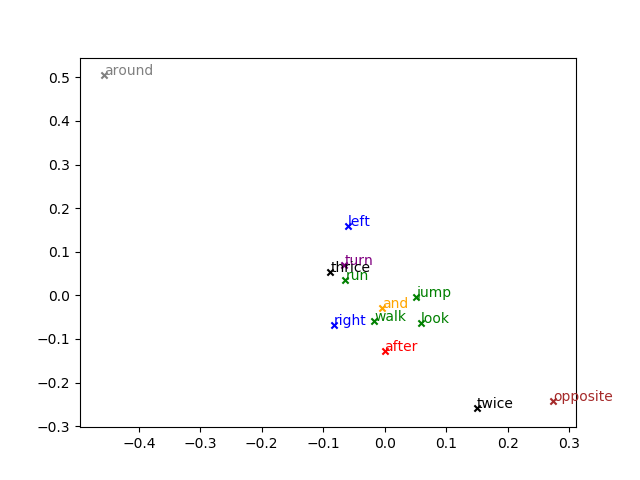 around
0.5
0.4
0.3
0.2
left
0.1
turn
thrice
run
0.0
jump
and
walk
look
right
−0.1
after
−0.2
opposite
twice
−0.3
−0.4 −0.3 −0.2 −0.1 0.0 0.1 0.2 0.3